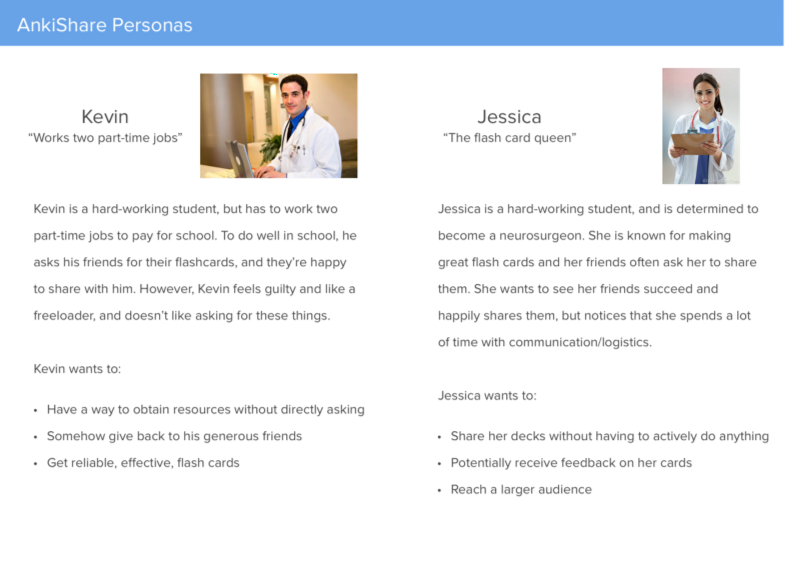 AnkiShare Personas
Kevin
“Works two part-time jobs”
Kevin is a hard-working student, but has to work two
part-time jobs to pay for school. To do well in school, he
asks his friends for their flashcards, and they’re happy
to share with him. However, Kevin feels guilty and like a
freeloader, and doesn’t like asking for these things.
Kevin wants to:
• Have a way to obtain resources without directly asking
• Somehow give back to his generous friends
• Get reliable, effective, flash cards
Jessica
“The flash card queen”
Jessica is a hard-working student, and is determined to
become a neurosurgeon. She is known for making
great flash cards and her friends often ask her to share
them. She wants to see her friends succeed and
happily shares them, but notices that she spends a lot
of time with communication/logistics.
Jessica wants to:
• Share her decks without having to actively do anything
• Potentially receive feedback on her cards
• Reach a larger audience